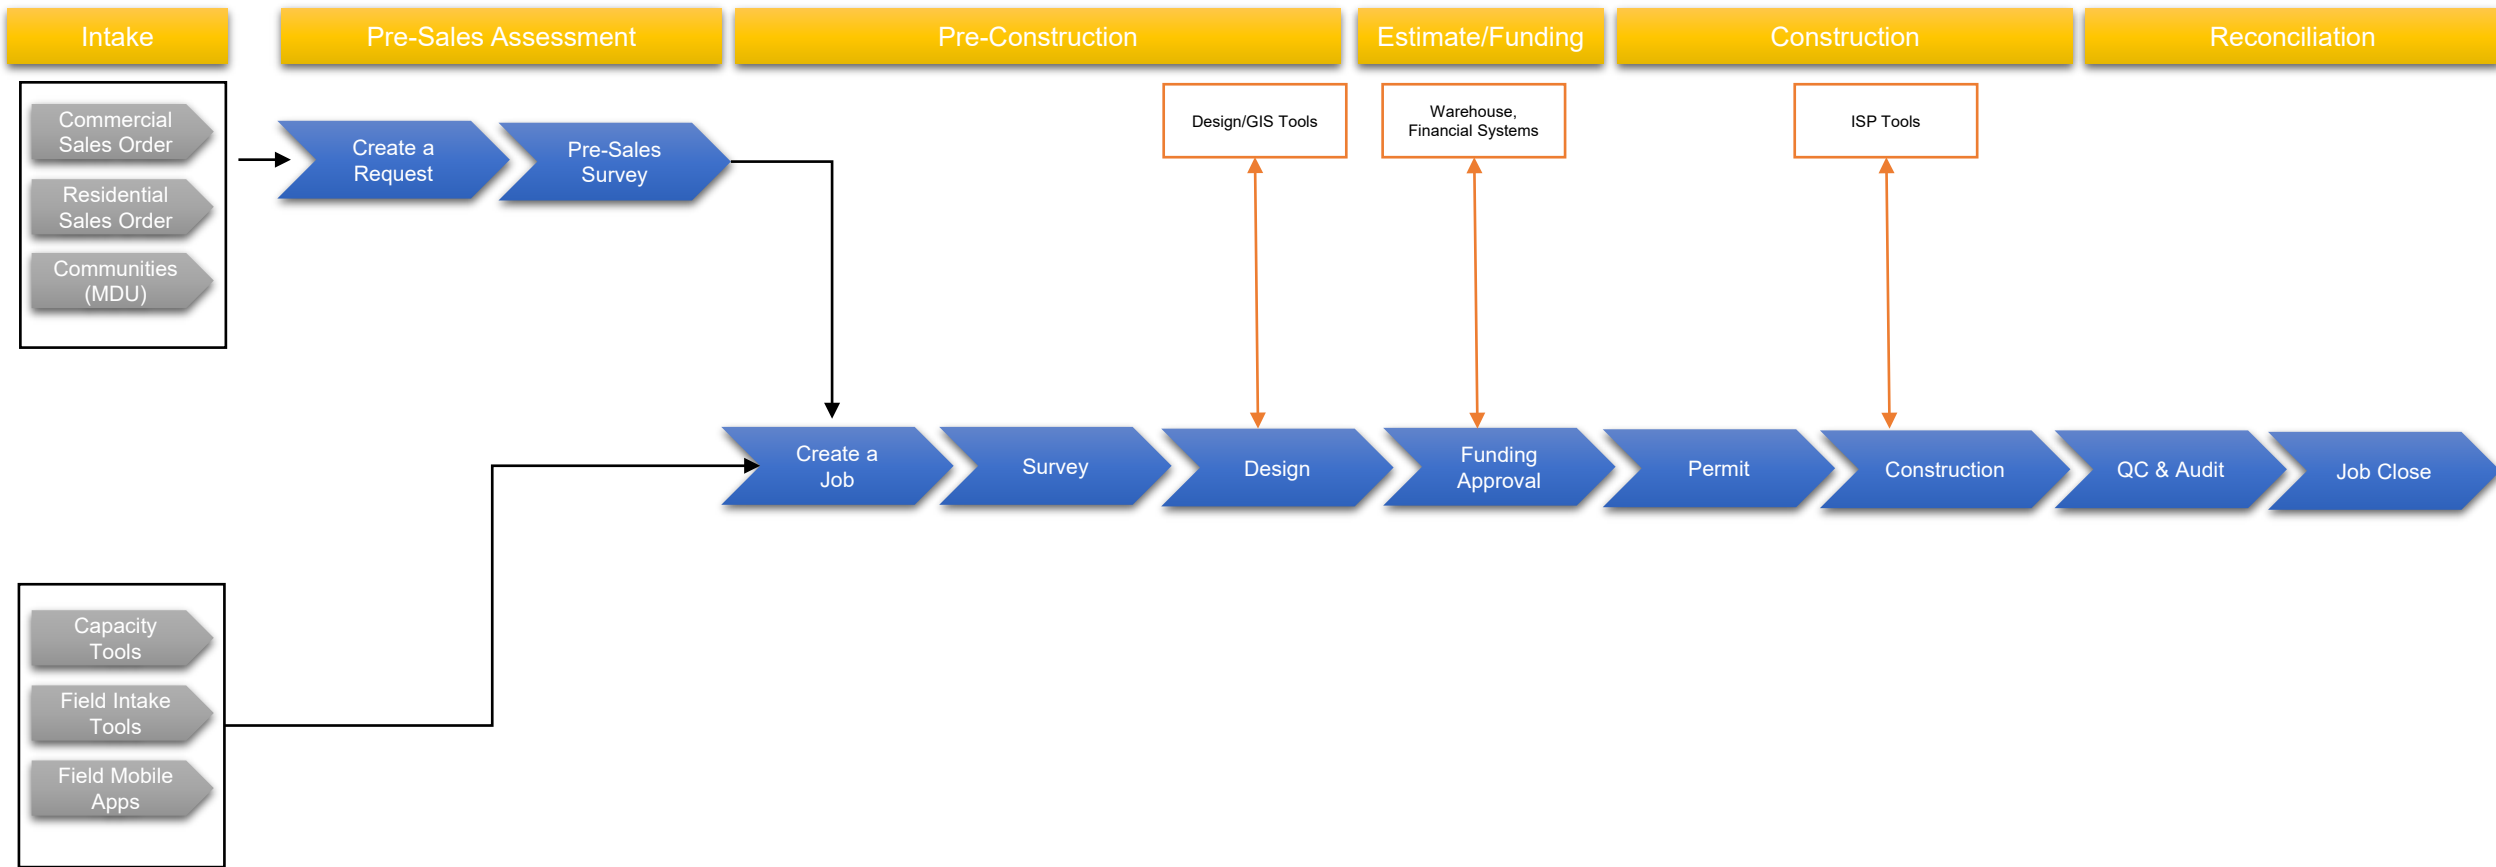 Intake
Pre-Sales Assessment
Pre-Construction
Estimate/Funding
Construction
Reconciliation
Commercial
Sales Order
Residential
Sales Order
Communities
(MDU)
Create a
Request
Pre-Sales
Survey
Design/GIS Tools
Warehouse,
Financial Systems
ISP Tools
Create a
Job
Survey
Design
Funding
Approval
Permit
Construction
QC & Audit
Job Close
Capacity
Tools
Field Intake
Tools
Field Mobile
Apps